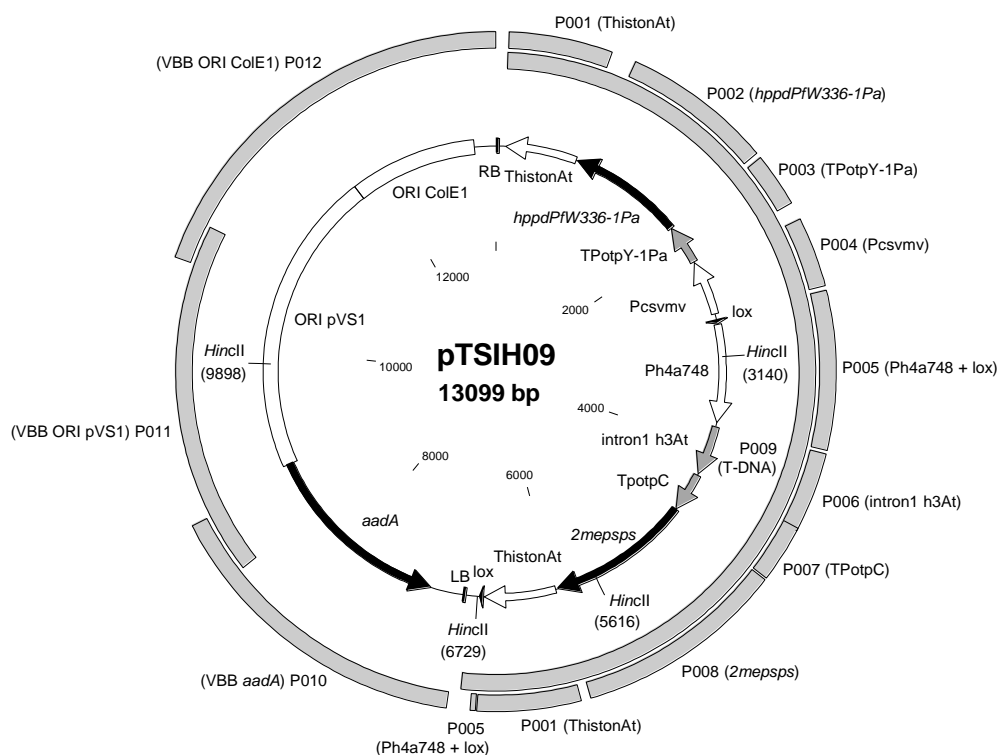 P001 (ThistonAt)
(VBB ORI ColE1) P012
P002 (hppdPfW336-1Pa)
RB
ThistonAt
P003 (TPotpY-1Pa)
ORI ColE1
hppdPfW336-1Pa
TPotpY-1Pa
P004 (Pcsvmv)
12000
2000
Pcsvmv
lox
ORI pVS1
HincII
(9898)
10000
pTSIH09
13099 bp
HincII
(3140)
Ph4a748
P005 (Ph4a748 + lox)
4000
(VBB ORI pVS1) P011
intron1 h3At
P009
(T-DNA)
8000
6000
TpotpC
P006 (intron1 h3At)
aadA
2mepsps
P007 (TPotpC)
ThistonAt
LB
lox
HincII
(5616)
HincII
(6729)
P008 (2mepsps)
(VBB aadA) P010
P005
(Ph4a748 + lox)
P001 (ThistonAt)